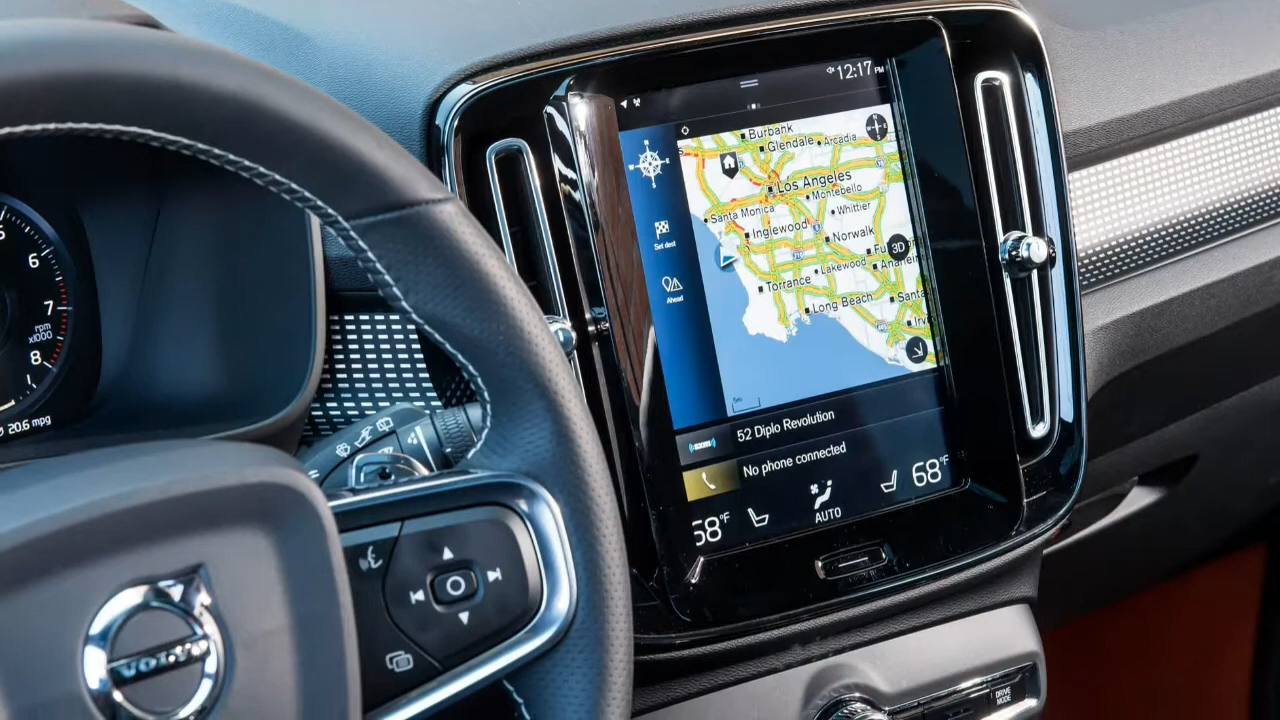 12:17 PM
Burbank
Glendale
Arcadia
Los Angeles
Montebello
Santa Monica
Whittier
Inglewood
Norwalk
3D
Lakewood
Anaheim
Torrance
Long Beach
Santa
Set dest
Ahead
N
W
E
S
52 Diplo Revolution
No phone connected
68°F
AUTO
68°F
6
7
rpm
x1000
8
20.6 mpg
VOLVO
DRIVE
MODE